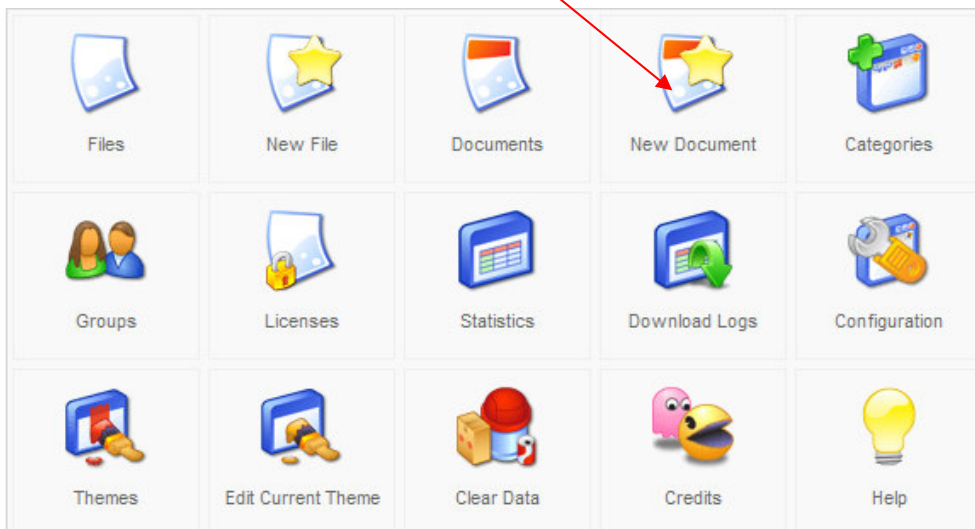 Files New File Documents New Document Categories
Groups Licenses Statistics Download Logs Configuration
Themes Edit Current Theme Clear Data Credits Help